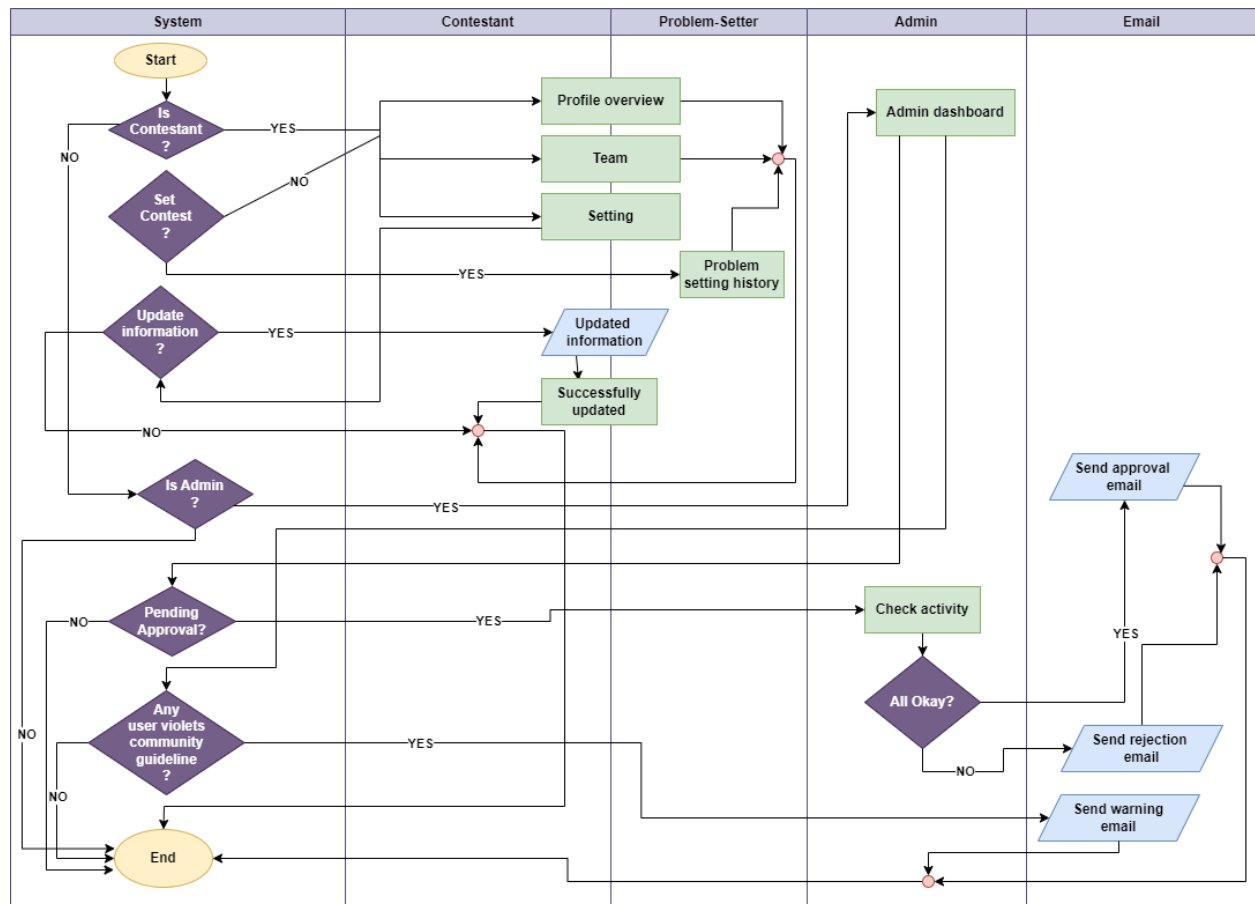 System
Contestant
Problem-Setter
Admin
Email
Start
Is
Contestant
?
YES
NO
Profile overview
Admin dashboard
Team
Set
Contest
?
NO
YES
Setting
Problem
setting history
Update
information
?
YES
NO
Updated
information
Successfully
updated
Is Admin
?
YES
NO
Send approval
email
Pending
Approval?
YES
NO
Check activity
All Okay?
YES
NO
Any
user violets
community
guideline
?
YES
NO
Send rejection
email
Send warning
email
End